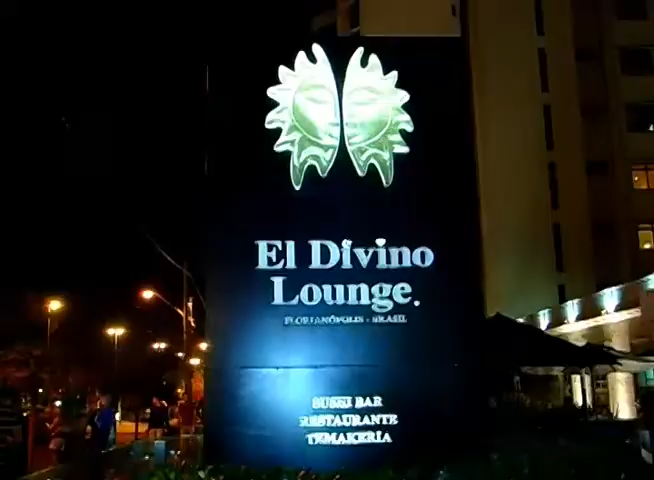 El Divino
Lounge.
FLORIANÓPOLIS - BRASIL
SUSHI BAR
RESTAURANTE
TEMAKERIA